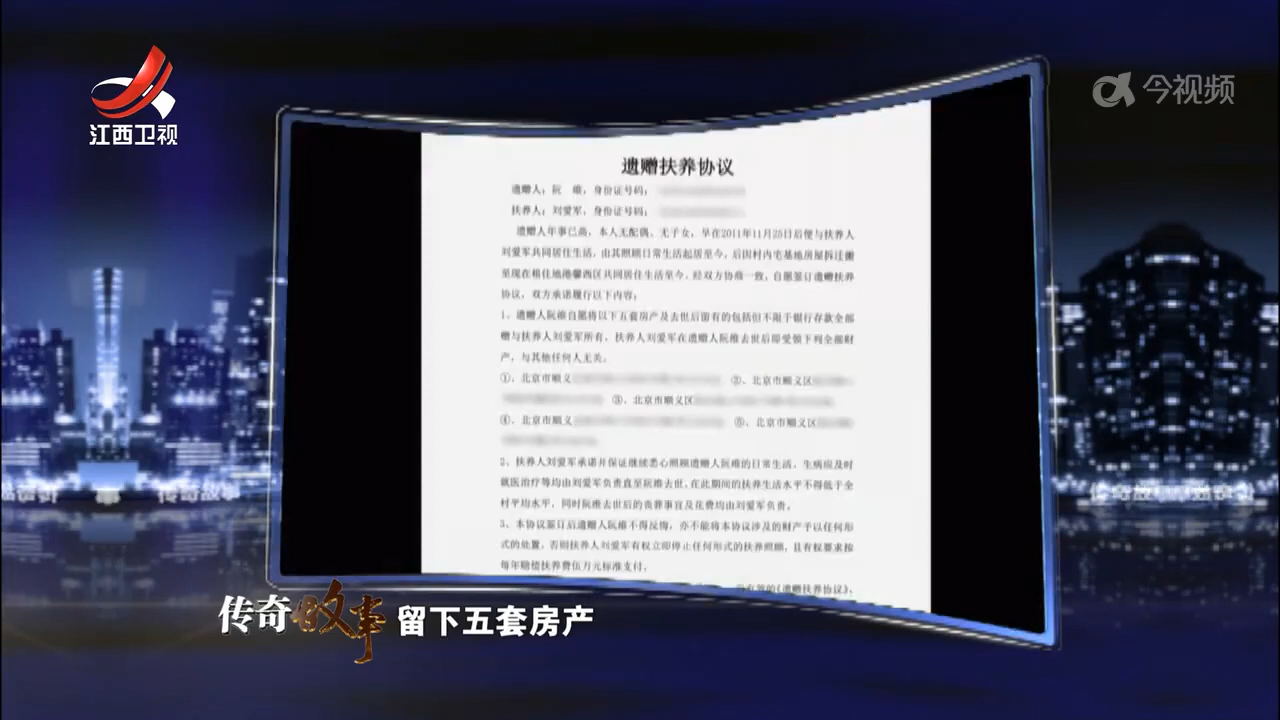 江西卫视
今视频
遗赠扶养协议
遗赠人：阮 维，身份证号码：
扶养人：刘爱军，身份证号码：
遗赠人年事已高，本人无配偶、无子女，早在2011年11月25日后便与扶养人
刘爱军共同居住生活，由其照顾日常生活起居至今，后因村内宅基地房屋拆迁搬
至现在租住地港馨西区共同居住生活至今。经双方协商一致，自愿签订遗赠扶养
协议，双方承诺履行以下内容：
1、遗赠人阮维自愿将以下五套房产及去世后留有的包括但不限于银行存款全部
赠与扶养人刘爱军所有，扶养人刘爱军在遗赠人阮维去世后即受领下列全部财
产，与其他任何人无关。
①、北京市顺义 ②、北京市顺义区
③、北京市顺义区
④、北京市顺义 ⑤、北京市顺义区
2、扶养人刘爱军承诺并保证继续悉心照顾遗赠人阮维的日常生活，生病应及时
就医治疗等均由刘爱军负责直至阮维去世，在此期间的扶养生活水平不得低于全
村平均水平，同时阮维去世后的丧葬事宜及花费均由刘爱军负责。
3、本协议签订后遗赠人阮维不得反悔，亦不能将本协议涉及的财产予以任何形
式的处置，否则扶养人刘爱军有权立即停止任何形式的扶养照顾，且有权要求按
每年赔偿扶养费伍万元标准支付。
《遗赠扶养协议》，
传奇故事 留下五套房产